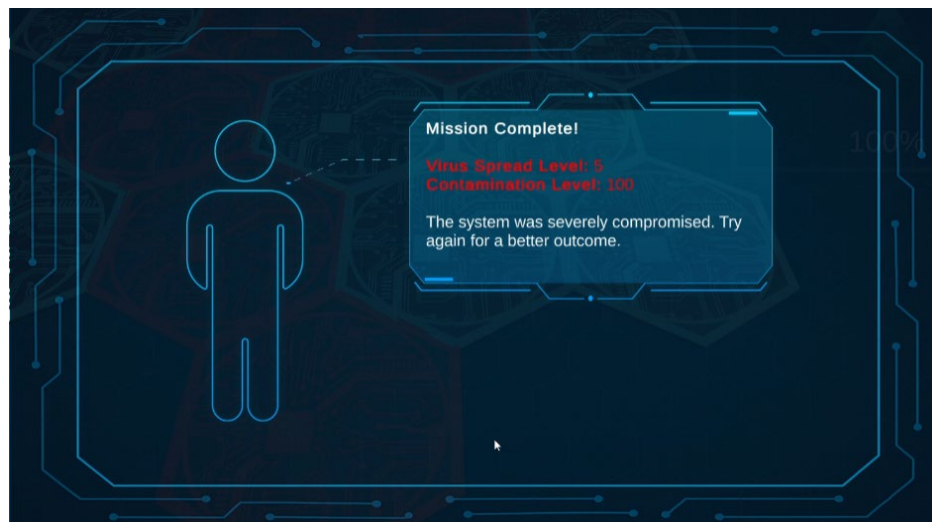 Mission Complete!
Virus Spread Level: 5
Contamination Level: 100
The system was severely compromised. Try
again for a better outcome.
100%